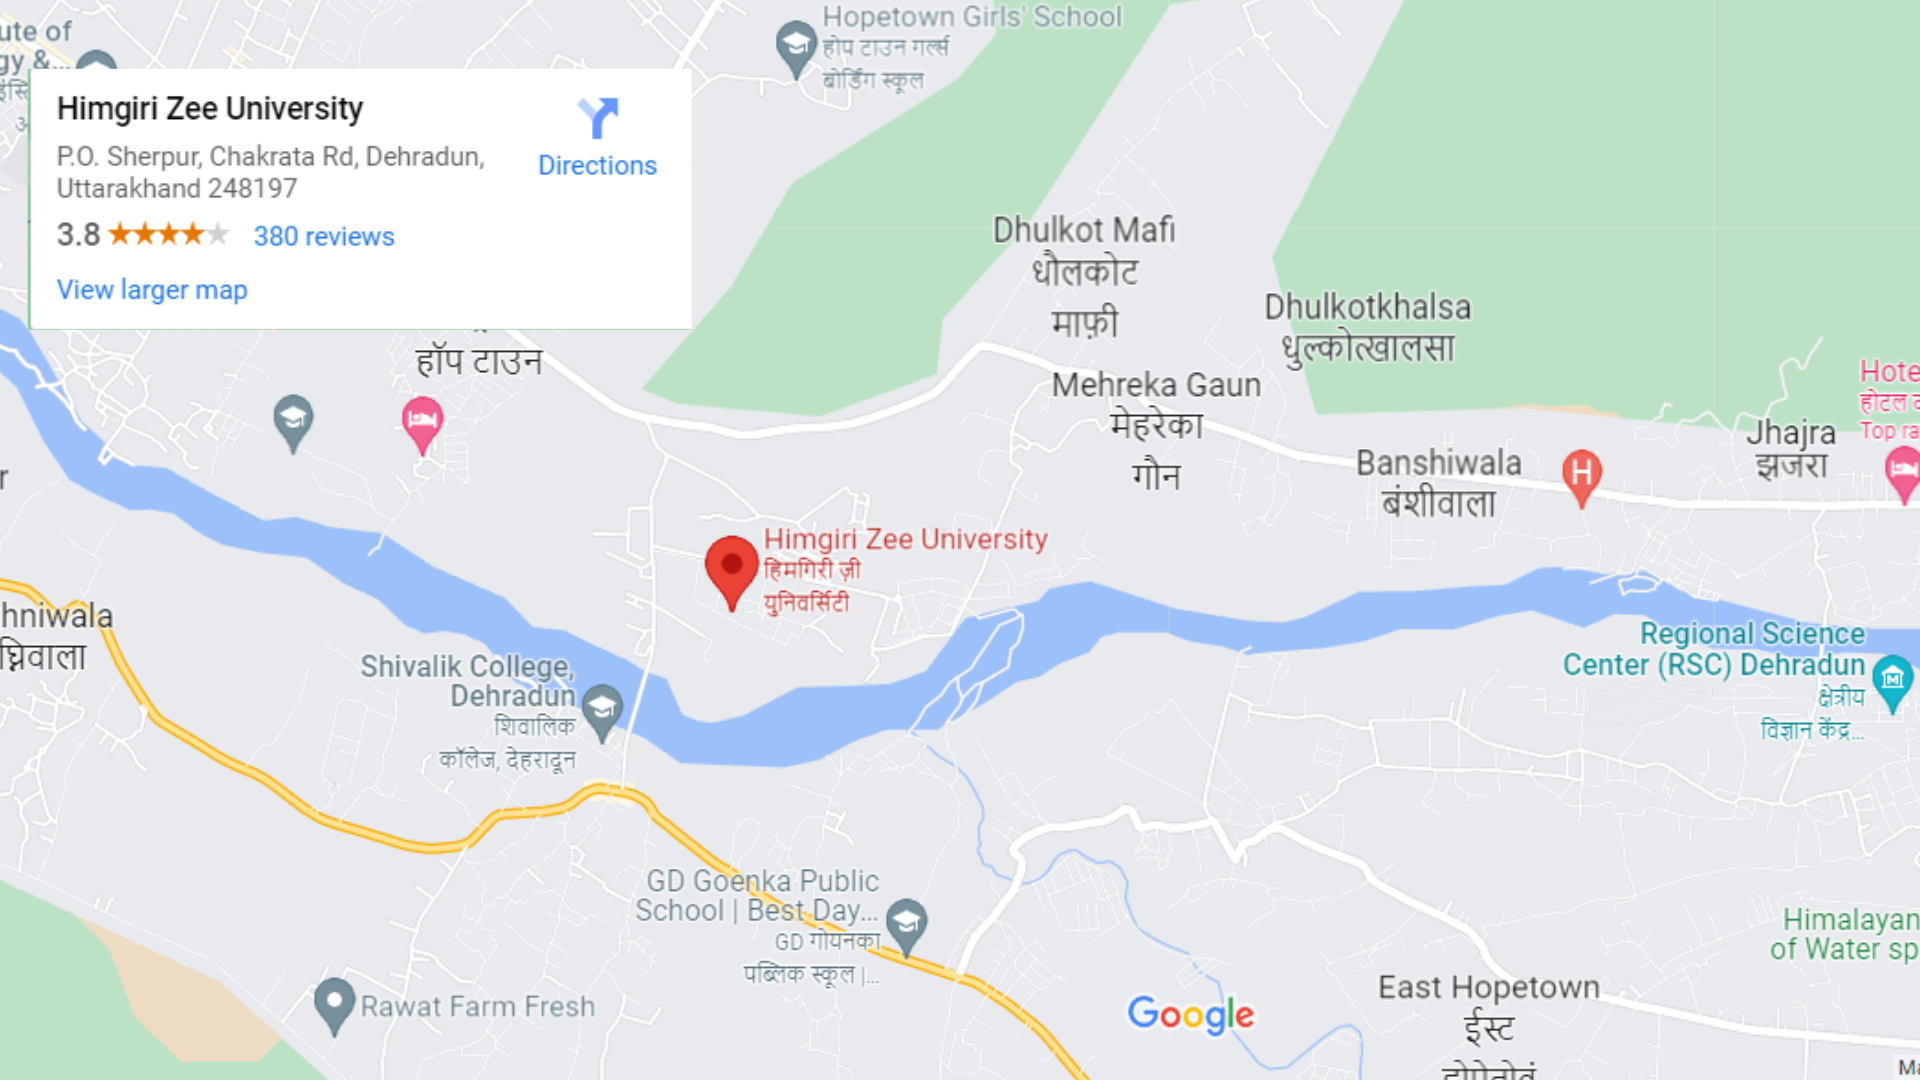 ute of
gy &...
Hopetown Girls' School
होप टाउन गर्ल्स
बोर्डिंग स्कूल
Himgiri Zee University
P.O. Sherpur, Chakrata Rd, Dehradun,
Uttarakhand 248197
Directions
3.8
380 reviews
View larger map
हॉप टाउन
Dhulkot Mafi
धौलकोट
माफ़ी
Dhulkotkhalsa
धुल्कोत्खालसा
Mehreka Gaun
मेहरेका
गौन
Banshiwala
बंशीवाला
H
Jhajra
झजरा
Hote
होटल
Top ra
r
Himgiri Zee University
हिमगिरी ज़ी
युनिवर्सिटी
hniwala
घ्निवाला
Shivalik College,
Dehradun
शिवालिक
कॉलेज, देहरादून
Regional Science
Center (RSC) Dehradun
क्षेत्रीय
विज्ञान केंद्र...
GD Goenka Public
School | Best Day...
GD गोयनका
पब्लिक स्कूल |...
Himalayan
of Water sp
Rawat Farm Fresh
Google
East Hopetown
ईस्ट
Ma